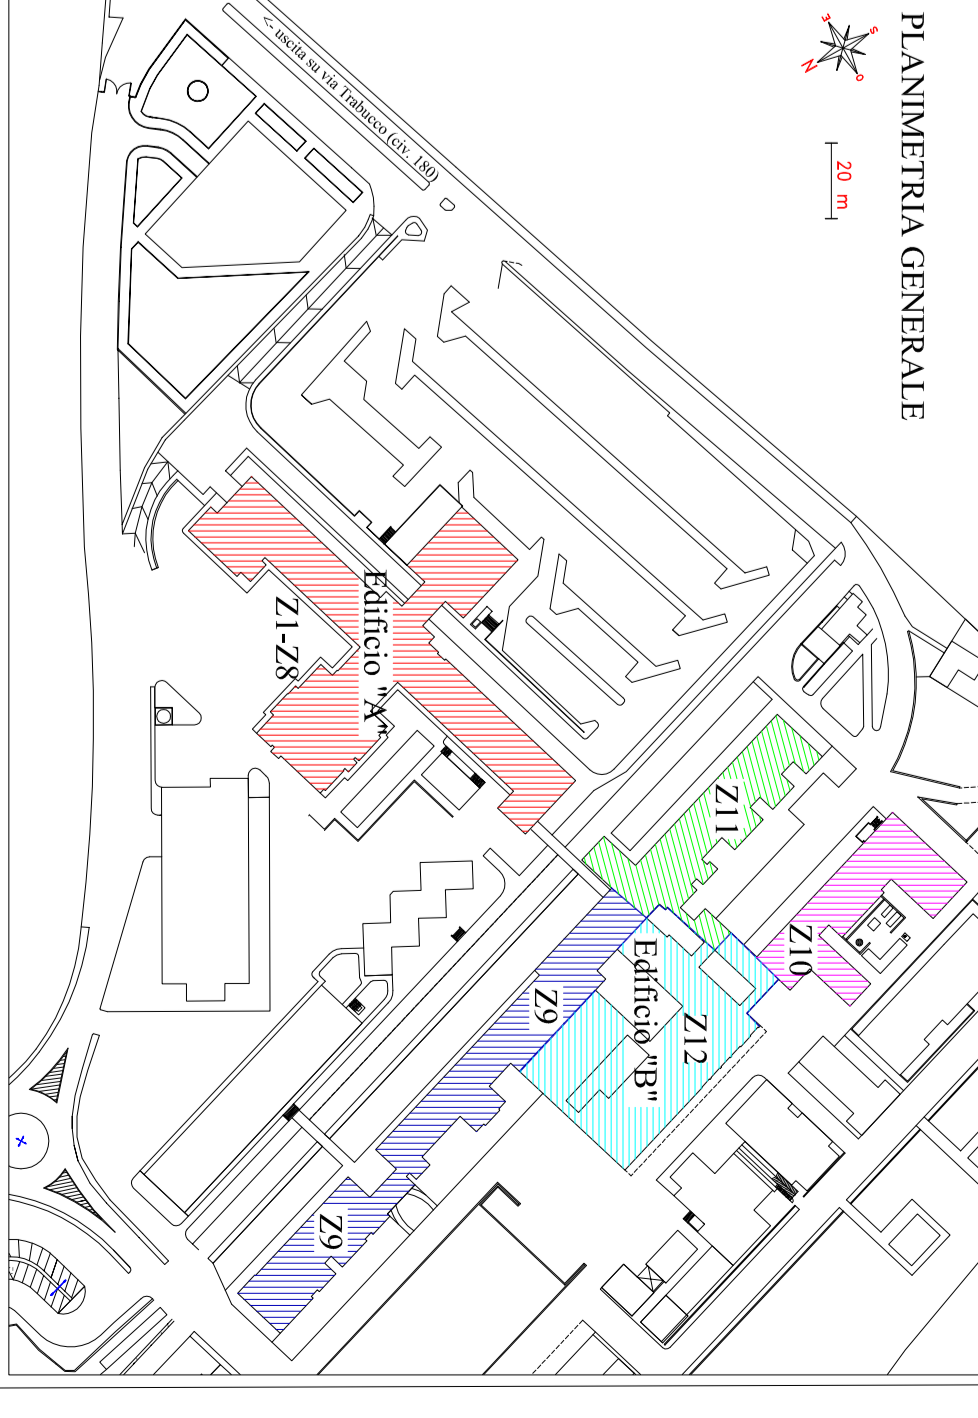 PLANIMETRIA GENERALE
S
E
O
N
20 m
<- uscita su via Trabucco (civ. 180)
Edificio "A"
Z1-Z8
Z11
Z10
Z12
Edificio "B"
Z9
Z9